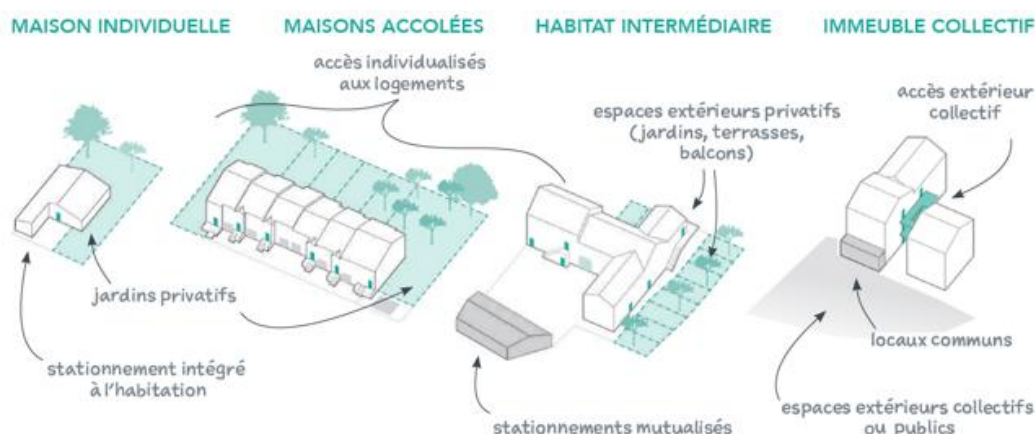 MAISON INDIVIDUELLE
MAISONS ACCOLÉES
HABITAT INTERMÉDIAIRE
IMMEUBLE COLLECTIF
accès individualisés
aux logements
espaces extérieurs privatifs
(jardins, terrasses,
balcons)
accès extérieur
collectif
jardins privatifs
stationnement intégré
à l'habitation
stationnements mutualisés
locaux communs
espaces extérieurs collectifs
ou publics